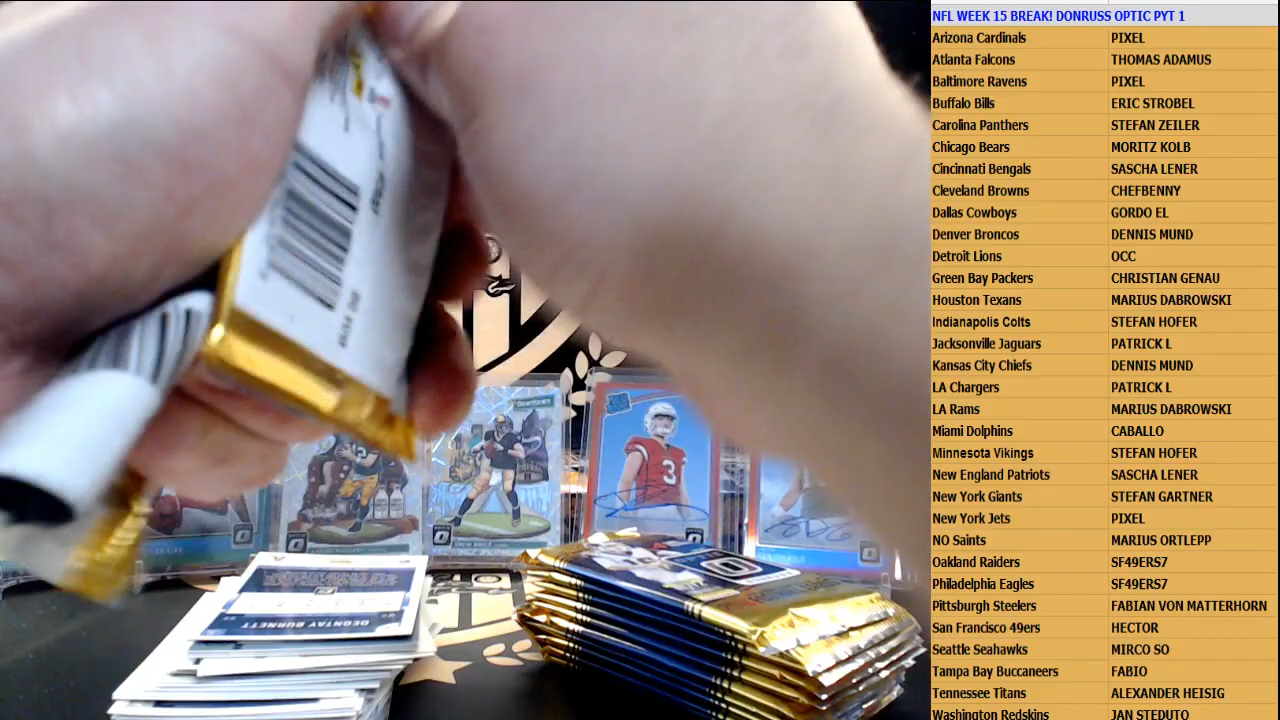 NFL WEEK 15 BREAK! DONRUSS OPTIC PYT 1
Arizona Cardinals PIXEL
Atlanta Falcons THOMAS ADAMUS
Baltimore Ravens PIXEL
Buffalo Bills ERIC STROBEL
Carolina Panthers STEFAN ZEILER
Chicago Bears MORITZ KOLB
Cincinnati Bengals SASCHA LENER
Cleveland Browns CHEFBENNY
Dallas Cowboys GORDO EL
Denver Broncos DENNIS MUND
Detroit Lions OCC
Green Bay Packers CHRISTIAN GENAU
Houston Texans MARIUS DABROWSKI
Indianapolis Colts STEFAN HOFER
Jacksonville Jaguars PATRICK L
Kansas City Chiefs DENNIS MUND
LA Chargers PATRICK L
LA Rams MARIUS DABROWSKI
Miami Dolphins CABALLO
Minnesota Vikings STEFAN HOFER
New England Patriots SASCHA LENER
New York Giants STEFAN GARTNER
New York Jets PIXEL
NO Saints MARIUS ORTLEPP
Oakland Raiders SF49ERS7
Philadelphia Eagles SF49ERS7
Pittsburgh Steelers FABIAN VON MATTERHORN
San Francisco 49ers HECTOR
Seattle Seahawks MIRCO SO
Tampa Bay Buccaneers FABIO
Tennessee Titans ALEXANDER HEISIG
Washington Redskins JAN STEDUTO
Downtown
3
DEONTAY BURNETT